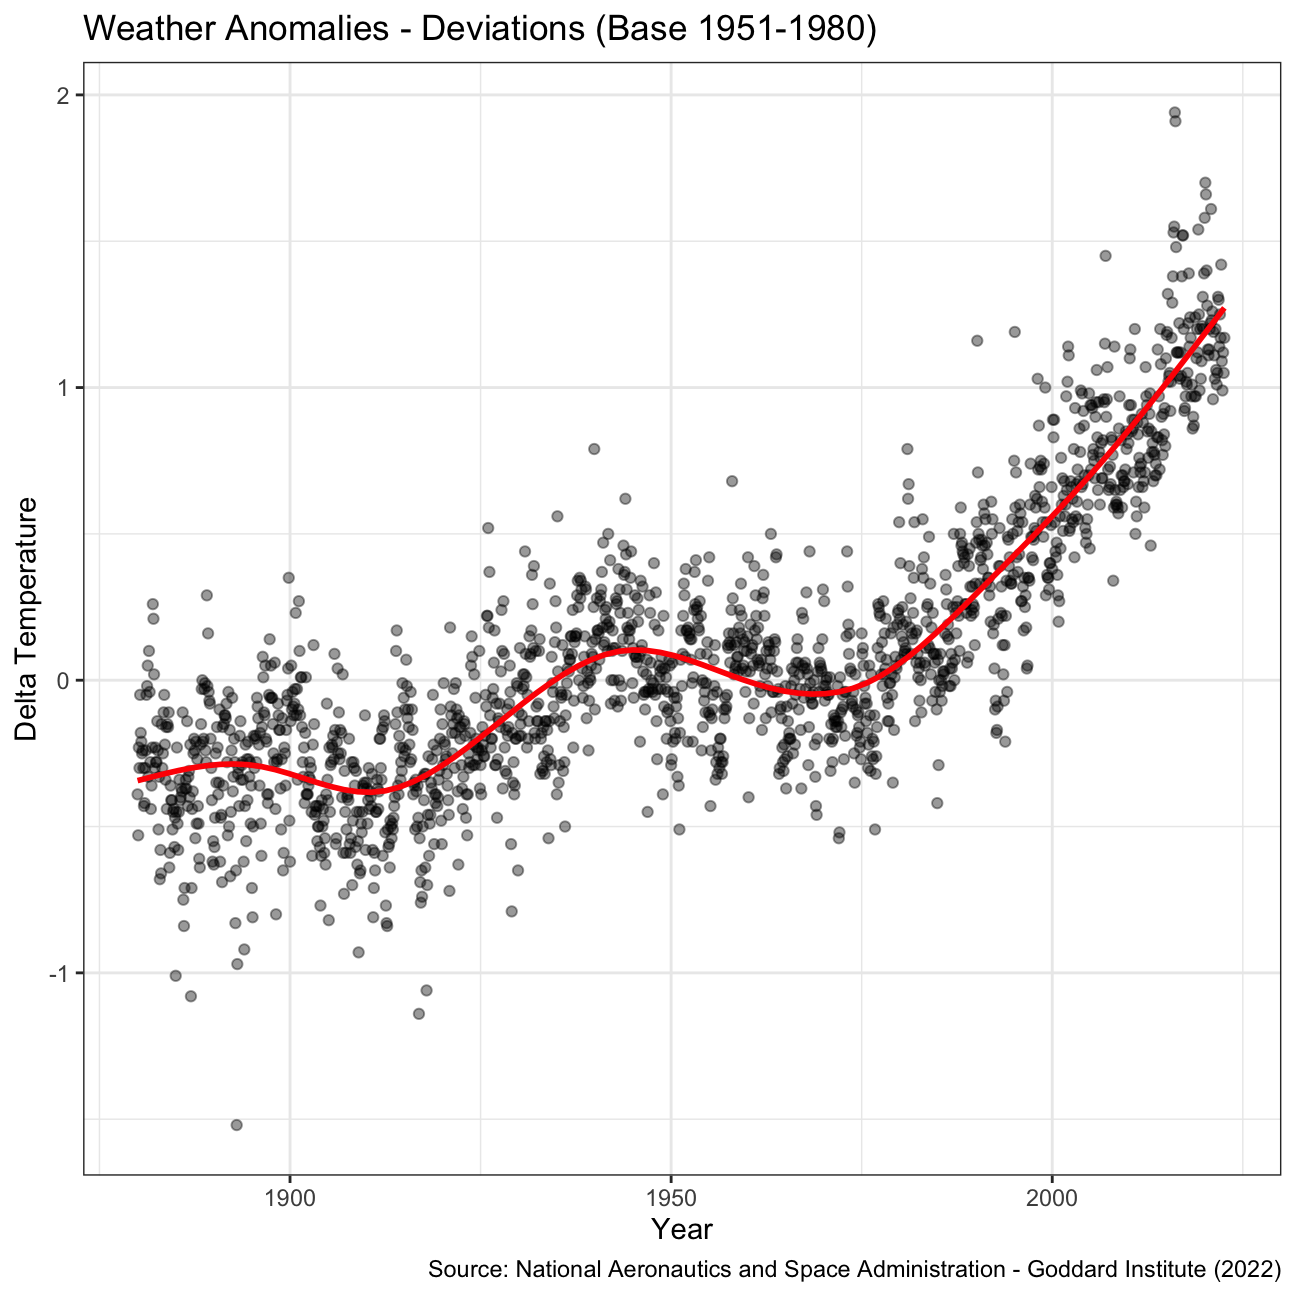 Weather Anomalies - Deviations (Base 1951-1980)
2
1
0
-1
Delta Temperature
1900 1950 2000
Year
Source: National Aeronautics and Space Administration - Goddard Institute (2022)